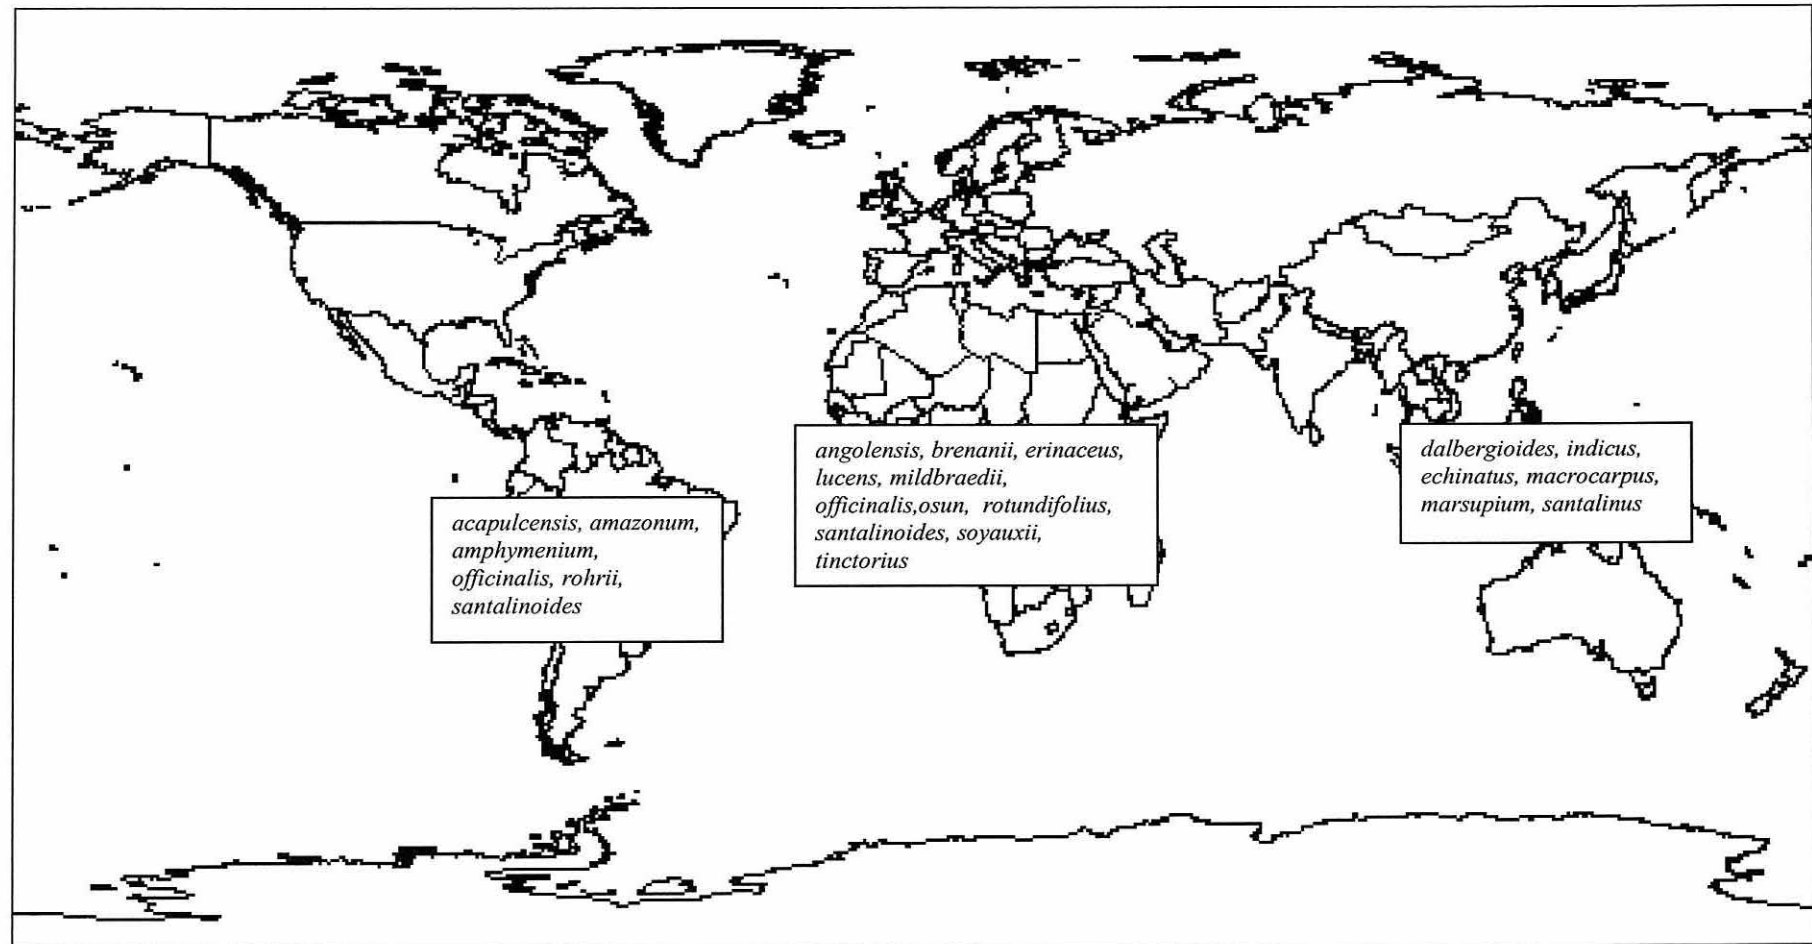 acapulcensis, amazonum,
amphymenium,
officinalis, rohrii,
santalinoides
angolensis, brenanii, erinaceus,
lucens, mildbraedii,
officinalis,osun, rotundifolius,
santalinoides, soyauxii,
tinctorius
dalbergioides, indicus,
echinatus, macrocarpus,
marsupium, santalinus